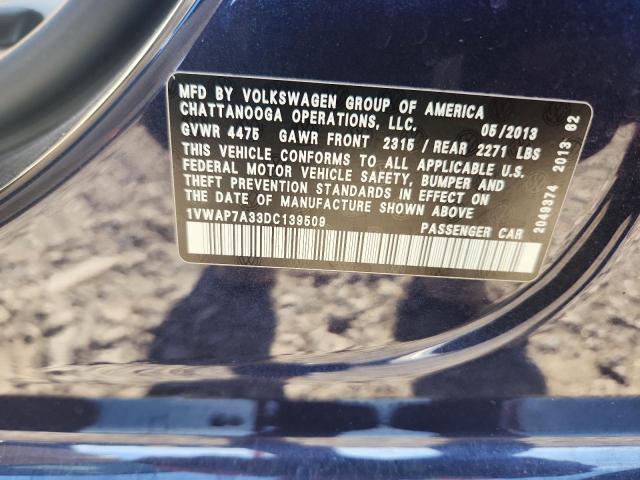 MFD BY VOLKSWAGEN GROUP OF AMERICA
CHATTANOOGA OPERATIONS, LLC. 05/2013
GVWR 4475 GAWR FRONT 2315 / REAR 2271 LBS
THIS VEHICLE CONFORMS TO ALL APPLICABLE U.S.
FEDERAL MOTOR VEHICLE SAFETY, BUMPER AND
THEFT PREVENTION STANDARDS IN EFFECT ON
THE DATE OF MANUFACTURE SHOWN ABOVE
1VWAP7A33DC139509 PASSENGER CAR
2049374 2013 62